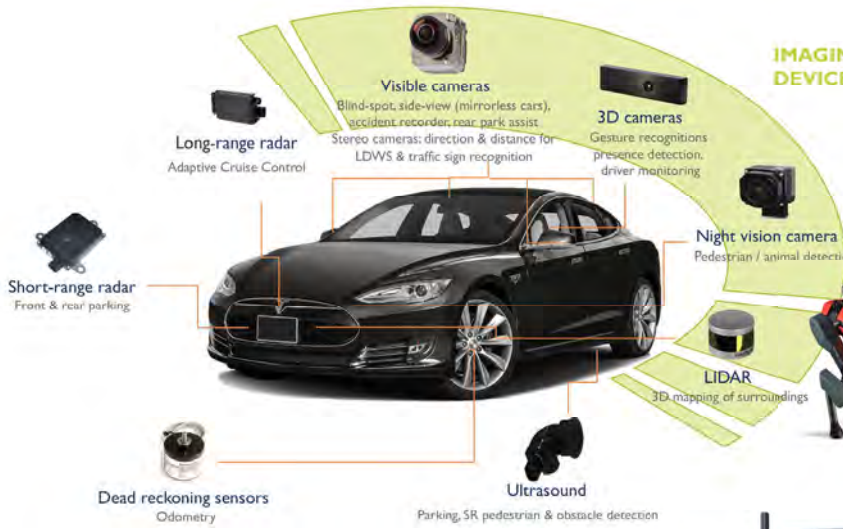 IMAGIN
DEVICE
Visible cameras
Blind-spot, side-view (mirrorless cars),
accident recorder, rear park assist
Stereo cameras: direction & distance for
LDWS & traffic sign recognition
3D cameras
Gesture recognitions
presence detection,
driver monitoring
Long-range radar
Adaptive Cruise Control
Night vision camera
Pedestrian / animal detectio
Short-range radar
Front & rear parking
LIDAR
3D mapping of surroundings
Dead reckoning sensors
Odometry
Ultrasound
Parking, SR pedestrian & obstacle detection